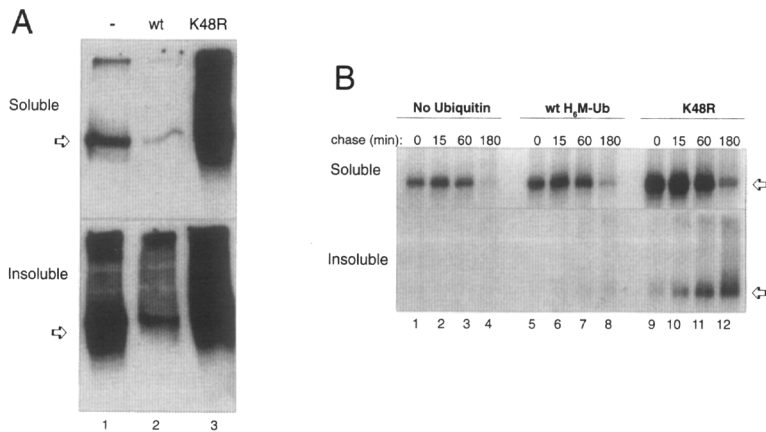 A
- wt K48R
Soluble
Insoluble
1 2 3
B
No Ubiquitin wt H6M-Ub K48R
chase (min): 0 15 60 180 0 15 60 180 0 15 60 180
Soluble
Insoluble
1 2 3 4 5 6 7 8 9 10 11 12